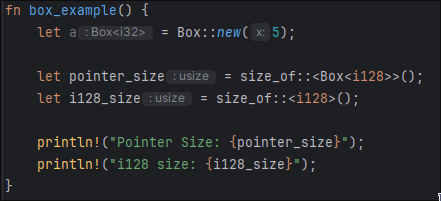 fn box_example() {
    let a : Box<i32> = Box::new( x: 5);
    let pointer_size : usize = size_of::<Box<i128>>();
    let i128_size : usize = size_of::<i128>();
    println!("Pointer Size: {pointer_size}");
    println!("i128 size: {i128_size}");
}